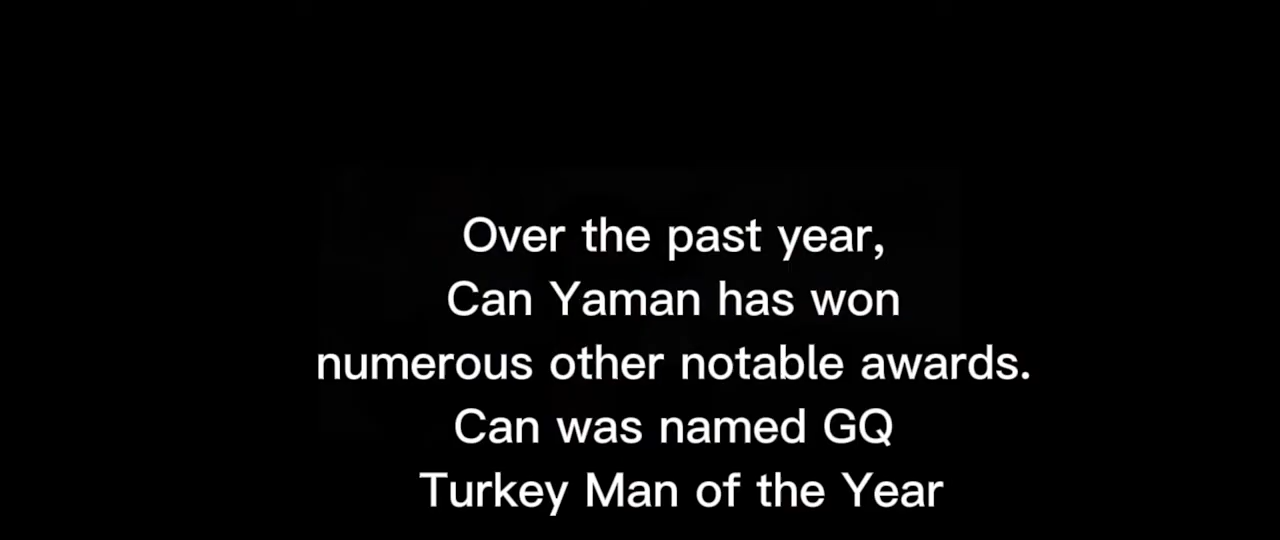 Over the past year,
Can Yaman has won
numerous other notable awards.
Can was named GQ
Turkey Man of the Year